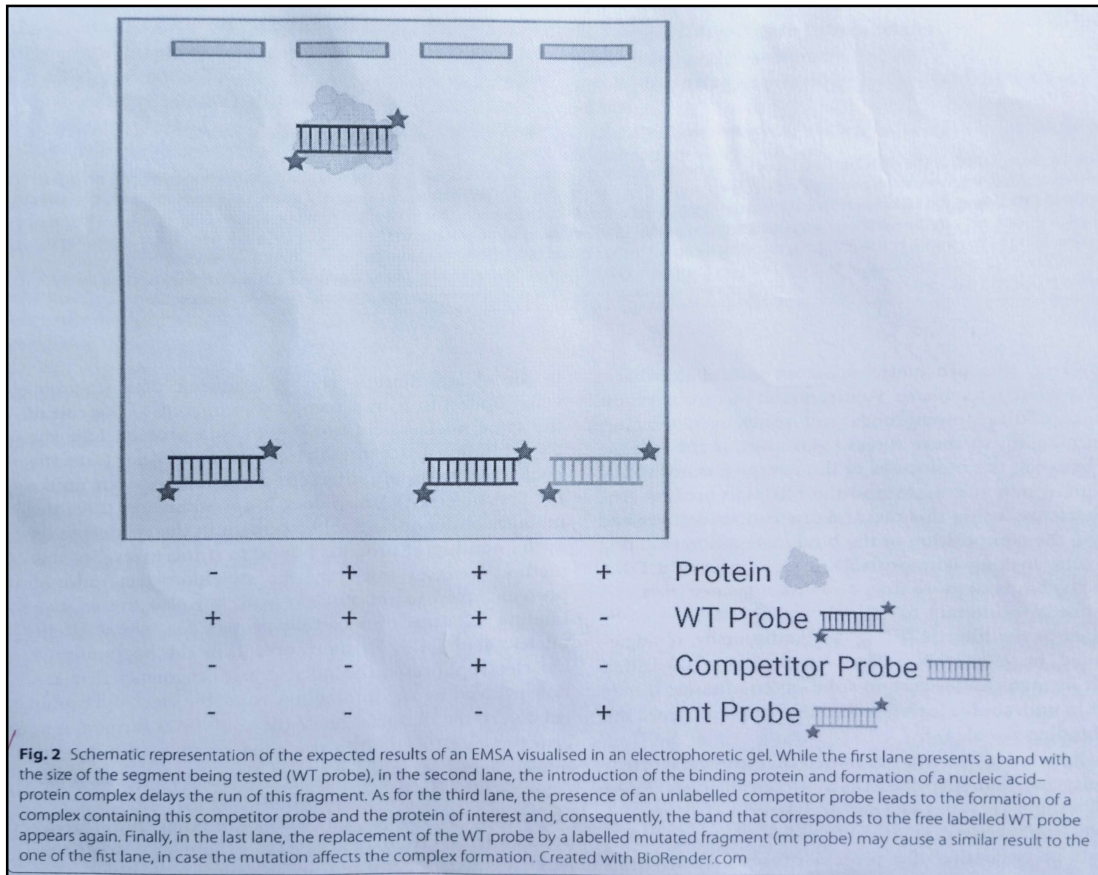 - + + + Protein
+ + + - WT Probe
- - + - Competitor Probe
- - - + mt Probe
Fig. 2 Schematic representation of the expected results of an EMSA visualised in an electrophoretic gel. While the first lane presents a band with
the size of the segment being tested (WT probe), in the second lane, the introduction of the binding protein and formation of a nucleic acid–
protein complex delays the run of this fragment. As for the third lane, the presence of an unlabelled competitor probe leads to the formation of a
complex containing this competitor probe and the protein of interest and, consequently, the band that corresponds to the free labelled WT probe
appears again. Finally, in the last lane, the replacement of the WT probe by a labelled mutated fragment (mt probe) may cause a similar result to the
one of the fist lane, in case the mutation affects the complex formation. Created with BioRender.com